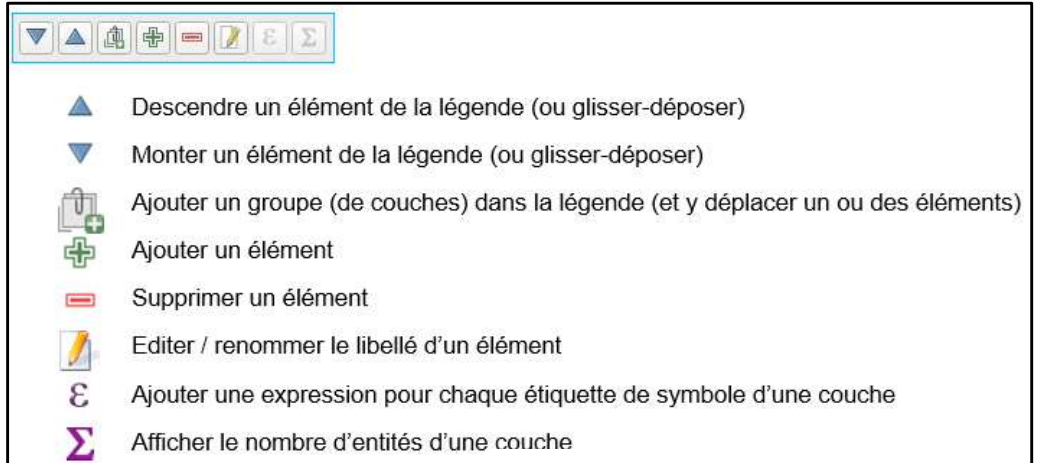 Descendre un élément de la légende (ou glisser-déposer)
Monter un élément de la légende (ou glisser-déposer)
Ajouter un groupe (de couches) dans la légende (et y déplacer un ou des éléments)
Ajouter un élément
Supprimer un élément
Editer / renommer le libellé d'un élément
ε Ajouter une expression pour chaque étiquette de symbole d'une couche
Σ Afficher le nombre d'entités d'une couche